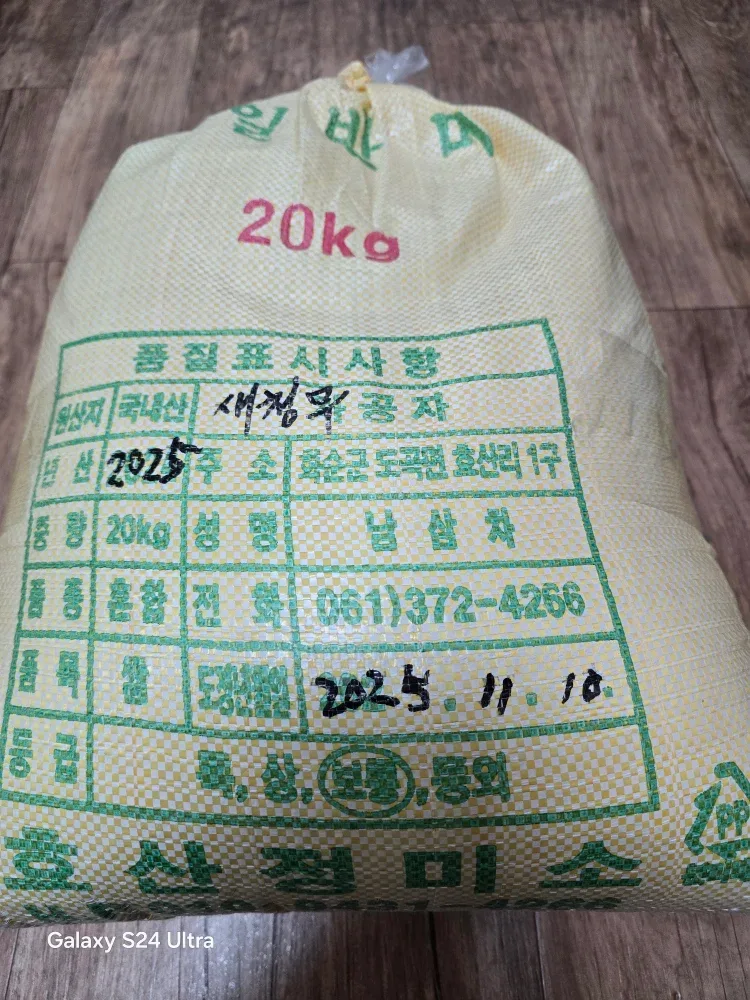 일반미
20kg
품질표시사항
원산지 국내산 새청무 공자
년산 2025 주소 화순군 도곡면 효산리 1구
중량 20kg 성명 남삼차
품종 혼합 전화 061)372-4266
품목 쌀 도정년월일 2025.11.10.
등급 특, 상, 보통, 등외
효산정미소
PP
Galaxy S24 Ultra